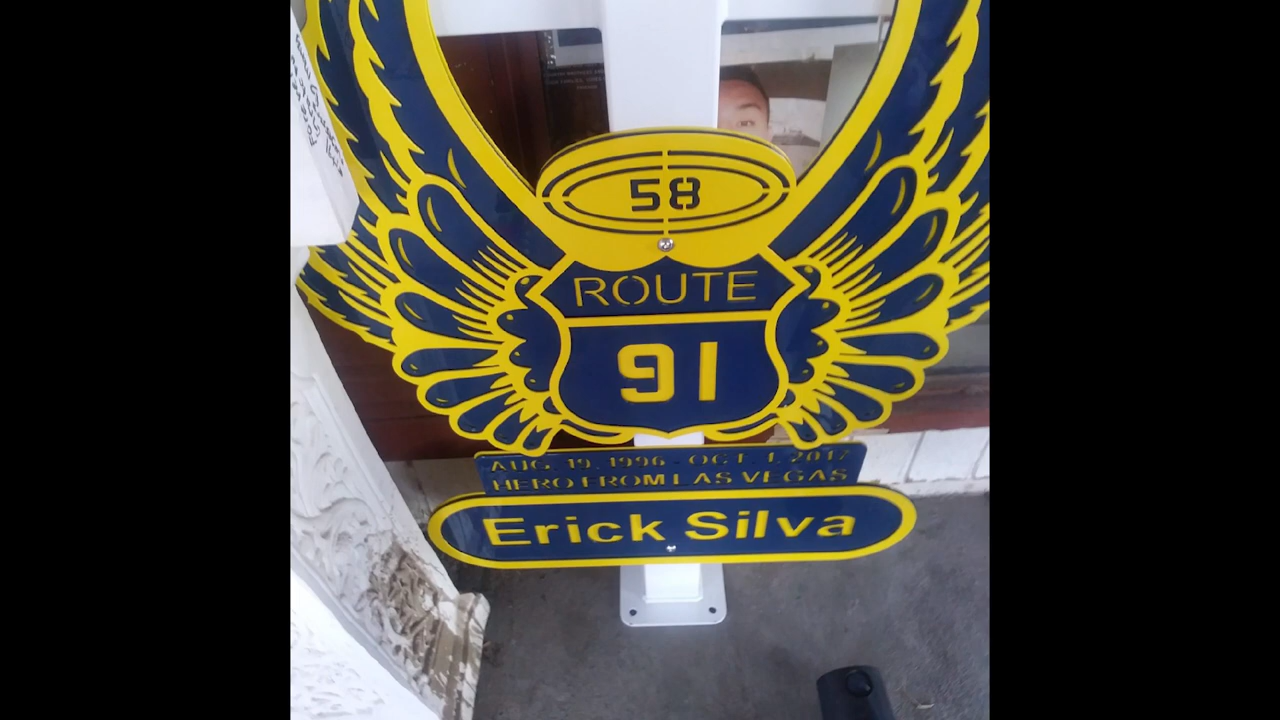 58
ROUTE
91
AUG. 19, 1996 - OCT. 1, 2017
HERO FROM LAS VEGAS
Erick Silva